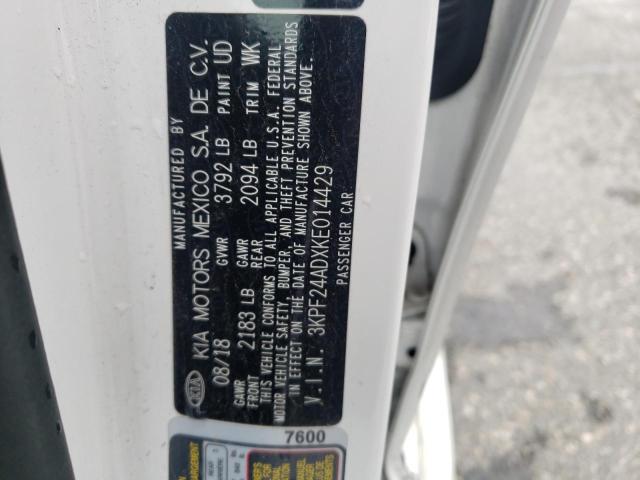 MANUFACTURED BY
KIA KIA MOTORS MEXICO S.A. DE C.V.
08/18 GVWR 3792 LB PAINT UD
GAWR FRONT 2183 LB GAWR REAR 2094 LB TRIM WK
THIS VEHICLE CONFORMS TO ALL APPLICABLE U.S.A. FEDERAL
MOTOR VEHICLE SAFETY, BUMPER, AND THEFT PREVENTION STANDARDS
IN EFFECT ON THE DATE OF MANUFACTURE SHOWN ABOVE.
V.I.N. 3KPF24ADXKE014429
PASSENGER CAR
7600
REAR